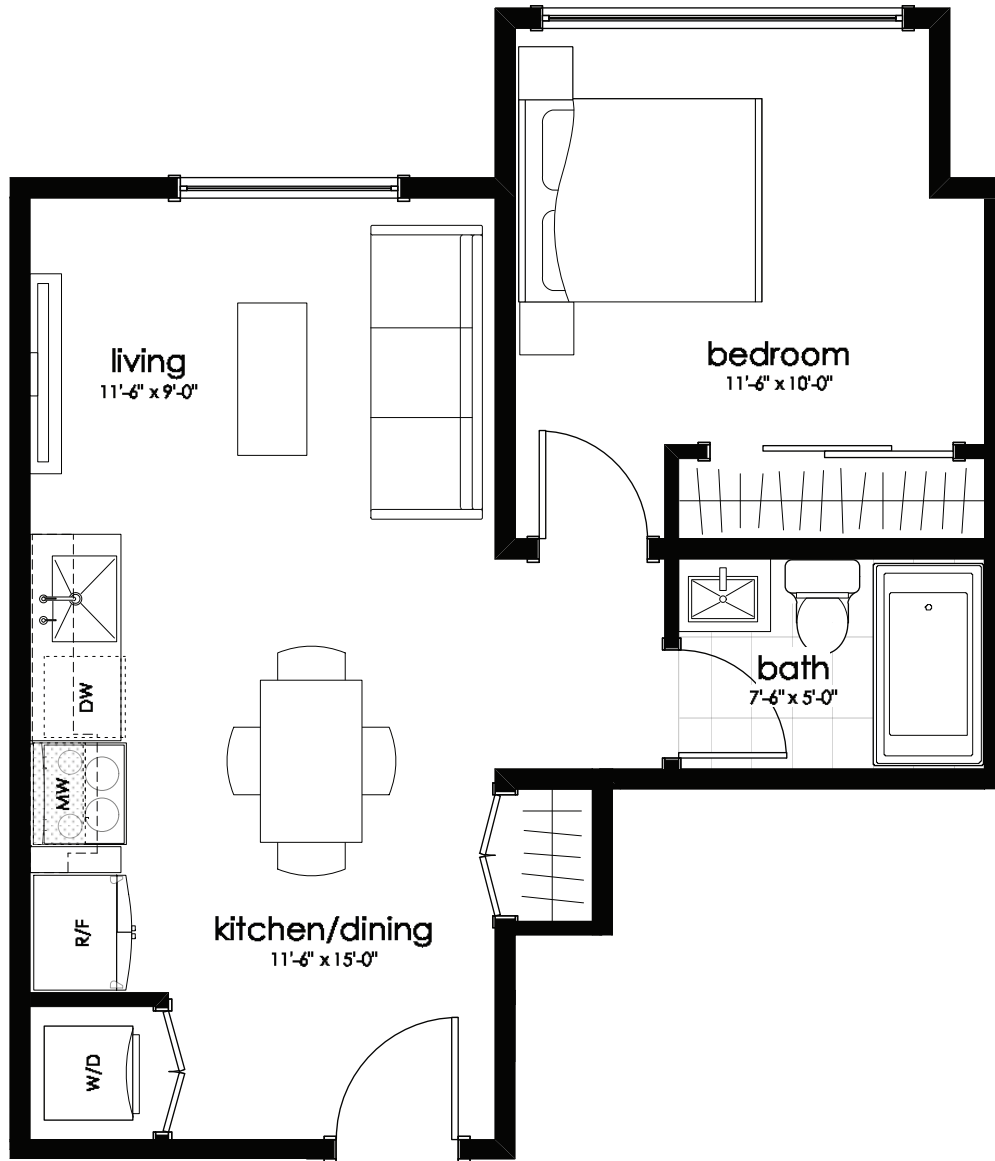 living
11'-6" x 9'-0"
bedroom
11'-6" x 10'-0"
bath
7'-6" x 5'-0"
DW
MW
R/F
kitchen/dining
11'-6" x 15'-0"
W/D